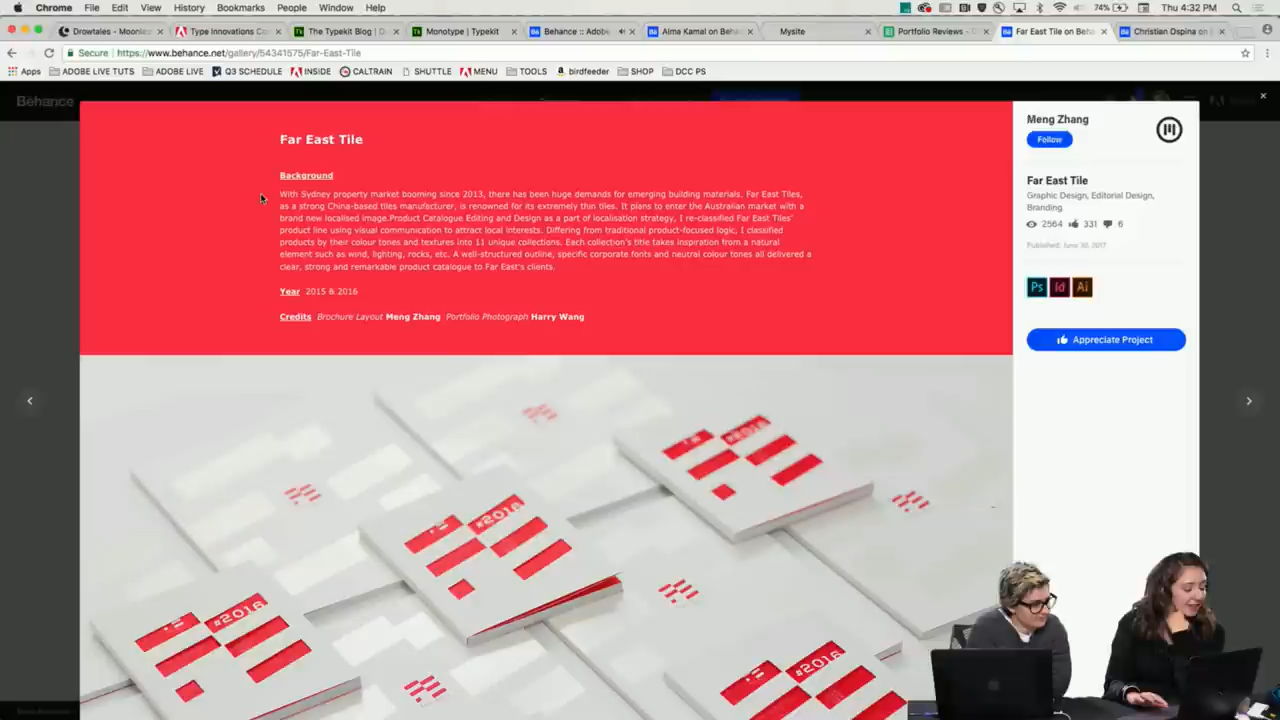 Chrome File Edit View History Bookmarks People Window Help
74% Thu 4:32 PM
Drowtales - Moonles
Type Innovations Ca
The Typekit Blog | D
Monotype | Typekit
Behance :: Adobe
Alma Kamal on Beha
Mysite
Portfolio Reviews - 
Far East Tile on Beha
Christian Ospina on
Secure https://www.behance.net/gallery/54341575/Far-East-Tile
Apps ADOBE LIVE TUTS ADOBE LIVE Q3 SCHEDULE INSIDE CALTRAIN SHUTTLE MENU TOOLS birdfeeder SHOP DCC PS
Behance
Far East Tile
Background
With Sydney property market booming since 2013, there has been huge demands for emerging building materials. Far East Tiles,
as a strong China-based tiles manufacturer, is renowned for its extremely thin tiles. It plans to enter the Australian market with a
brand new localised image.Product Catalogue Editing and Design as a part of localisation strategy, I re-classified Far East Tiles'
product line using visual communication to attract local interests. Differing from traditional product-focused logic, I classified
products by their colour tones and textures into 11 unique collections. Each collection's title takes inspiration from a natural
element such as wind, lighting, rocks, etc. A well-structured outline, specific corporate fonts and neutral colour tones all delivered a
clear, strong and remarkable product catalogue to Far East's clients.
Year 2015 & 2016
Credits Brochure Layout Meng Zhang Portfolio Photograph Harry Wang
Meng Zhang
Follow
Far East Tile
Graphic Design, Editorial Design,
Branding
2564 331 6
Published: June 30, 2017
Ps Id Ai
Appreciate Project
#2016
#2016
#2016
#2016